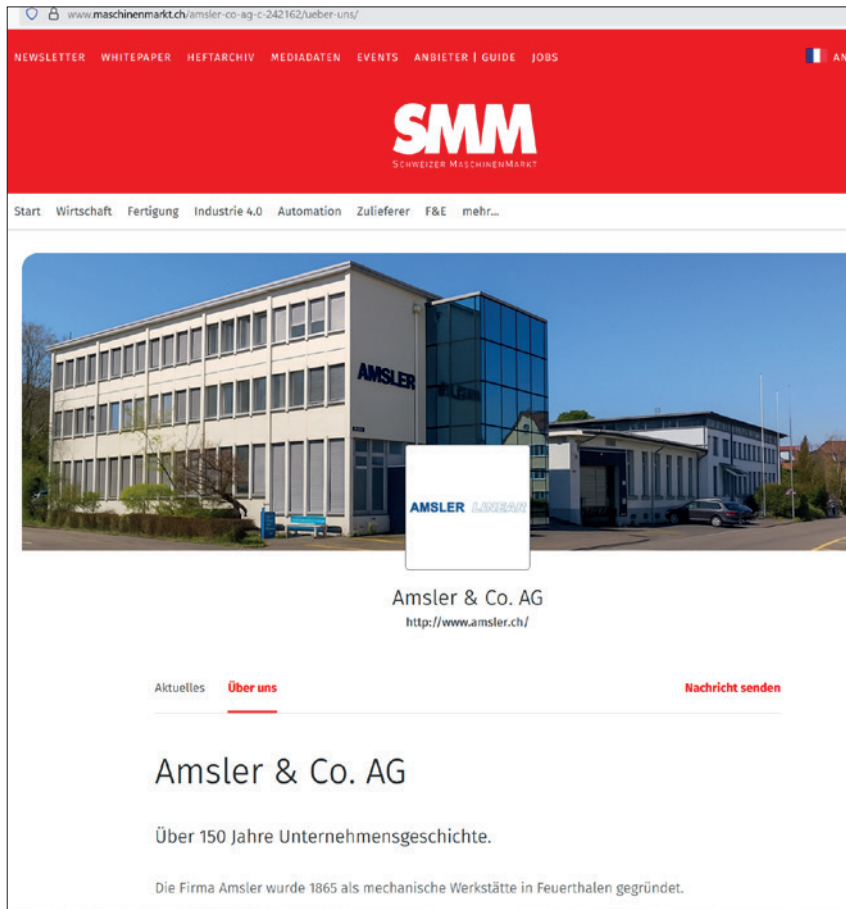 www.maschinenmarkt.ch/amsler-co-ag-c-242162/ueber-uns/
NEWSLETTER WHITEPAPER HEFTARCHIV MEDIADATEN EVENTS ANBIETER | GUIDE JOBS AN
SMM
SCHWEIZER MASCHINENMARKT
Start Wirtschaft Fertigung Industrie 4.0 Automation Zulieferer F&E mehr...
AMSLER
AMSLER LINEAR
Amsler & Co. AG
http://www.amsler.ch/
Aktuelles Über uns Nachricht senden
Amsler & Co. AG
Über 150 Jahre Unternehmensgeschichte.
Die Firma Amsler wurde 1865 als mechanische Werkstätte in Feuerthalen gegründet.